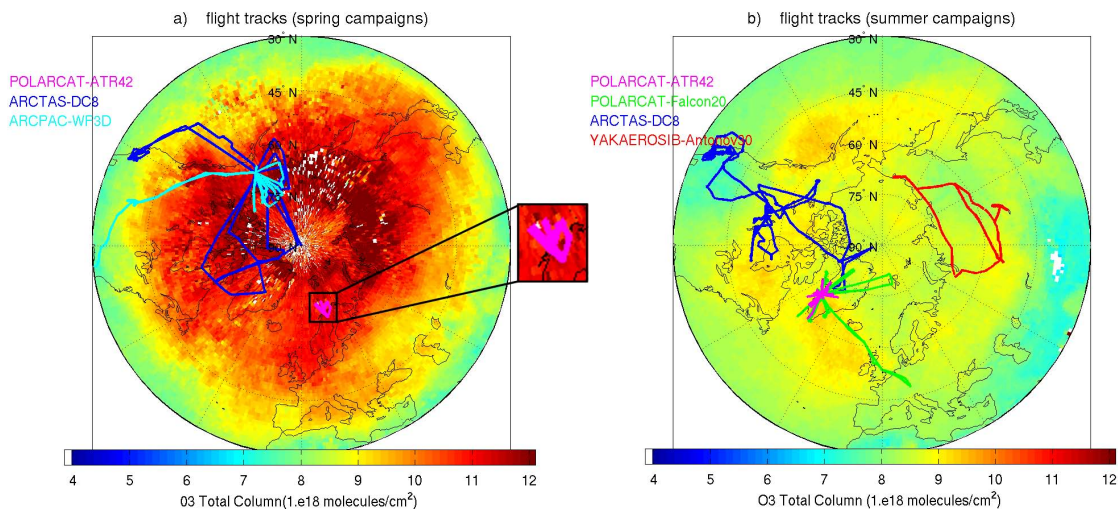 a) flight tracks (spring campaigns)
30° N
POLARCAT-ATR42
45° N
ARCTAS-DC8
ARCPAC-WP3D
4 5 6 7 8 9 10 11 12
03 Total Column(1.e18 molecules/cm²)
b) flight tracks (summer campaigns)
30° N
POLARCAT-ATR42
45° N
POLARCAT-Falcon20
ARCTAS-DC8
YAKAEROSIB-Antonov30
60° N
75° N
90° N
4 5 6 7 8 9 10 11 12
O3 Total Column (1.e18 molecules/cm²)